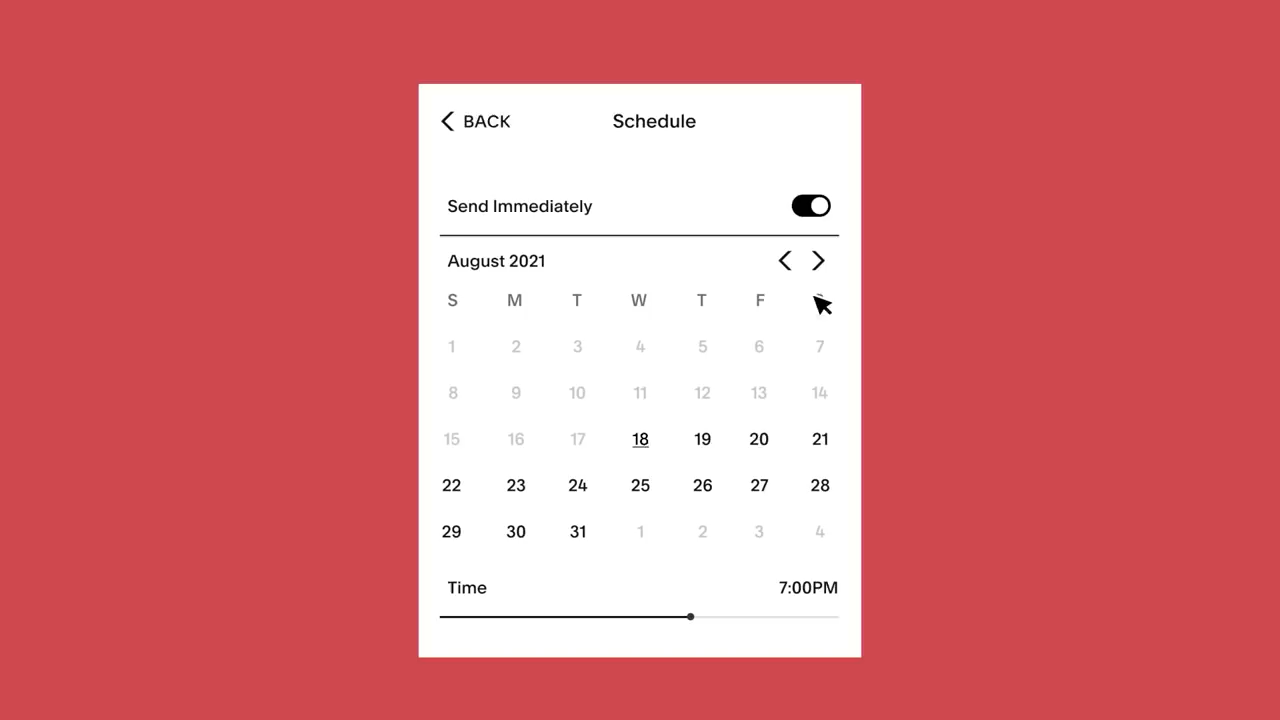 BACK Schedule
Send Immediately
August 2021
S M T W T F
1 2 3 4 5 6 7
8 9 10 11 12 13 14
15 16 17 18 19 20 21
22 23 24 25 26 27 28
29 30 31 1 2 3 4
Time 7:00PM